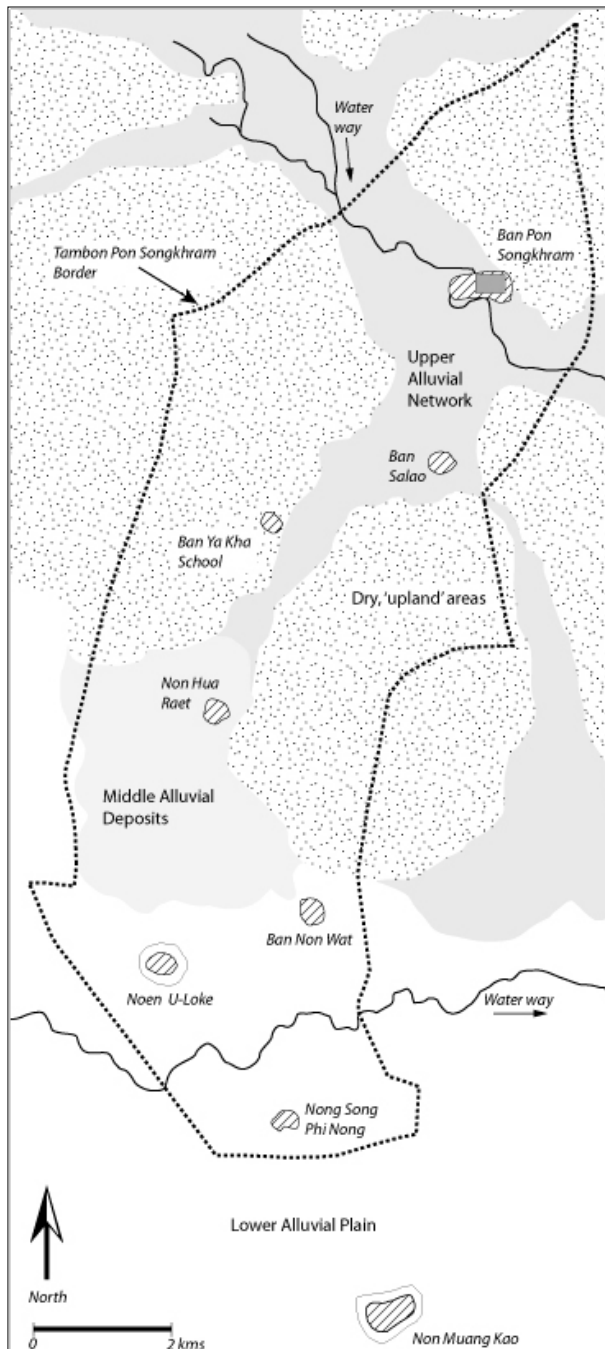 Water
way
Ban Pon
Songkhram
Tambon Pon Songkhram
Border
Upper
Alluvial
Network
Ban
Salao
Ban Ya Kha
School
Dry, 'upland' areas
Non Hua
Raet
Middle Alluvial
Deposits
Ban Non Wat
Noen U-Loke
Water way
Nong Song
Phi Nong
Lower Alluvial Plain
North
0 2 kms
Non Muang Kao